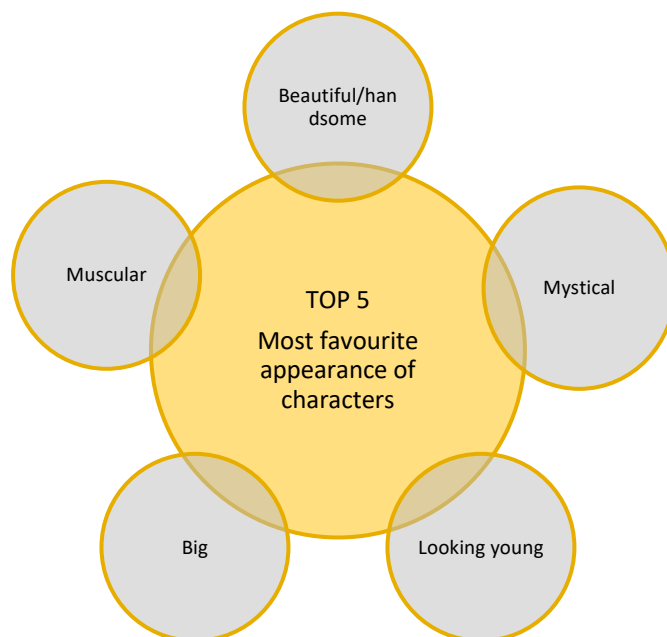 Beautiful/han
dsome
Muscular
Mystical
TOP 5
Most favourite
appearance of
characters
Big
Looking young